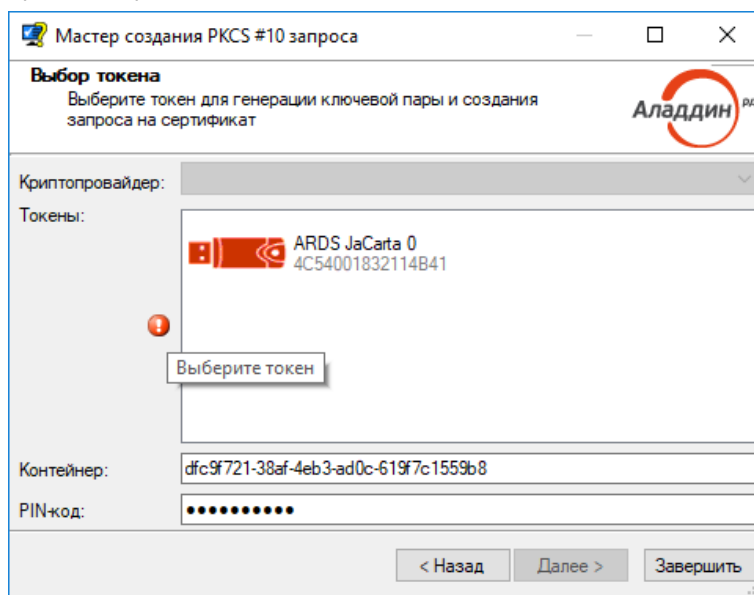 Мастер создания PKCS #10 запроса
Выбор токена
Выберите токен для генерации ключевой пары и создания
запроса на сертификат
Аладдин
Криптопровайдер:
Токены:
ARDS JaCarta 0
4C54001832114B41
Выберите токен
Контейнер: dfc9f721-38af-4eb3-ad0c-619f7c1559b8
PIN-код: ••••••••••
< Назад Далее > Завершить